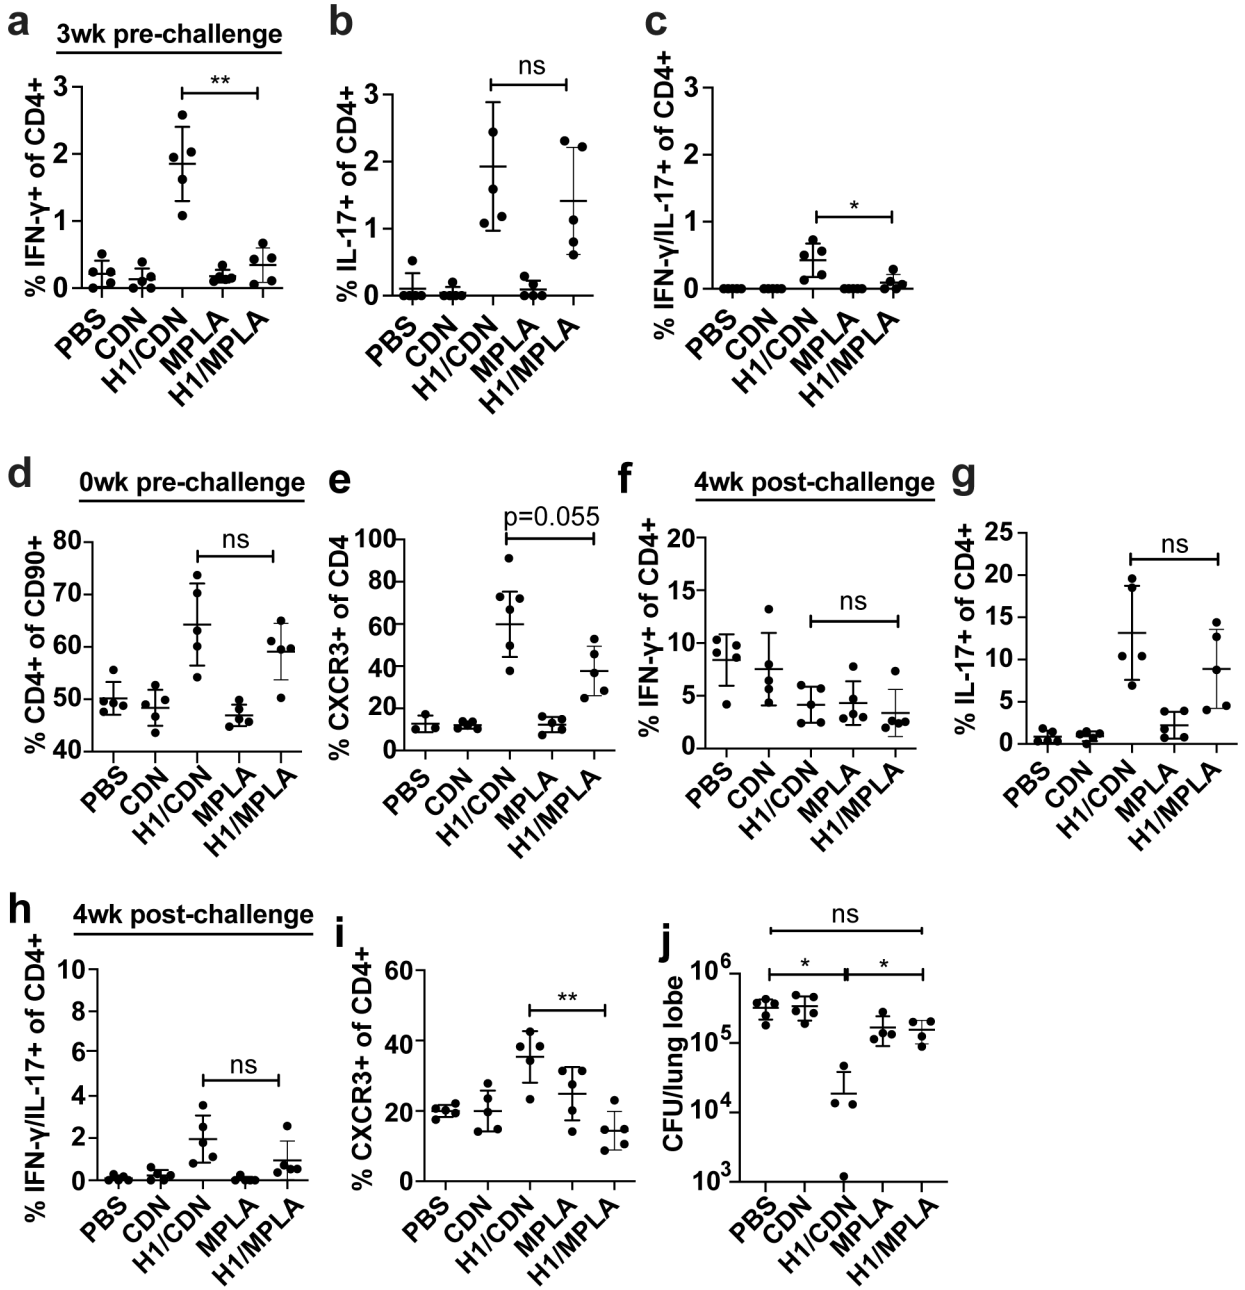 a
3wk pre-challenge
% IFN-γ+ of CD4+
3
2
1
0
**
PBS
CDN
H1/CDN
MPLA
H1/MPLA
b
% IL-17+ of CD4+
3
2
1
0
ns
PBS
CDN
H1/CDN
MPLA
H1/MPLA
c
% IFN-γ/IL-17+ of CD4+
3
2
1
0
*
PBS
CDN
H1/CDN
MPLA
H1/MPLA
d
0wk pre-challenge
% CD4+ of CD90+
80
70
60
50
40
ns
PBS
CDN
H1/CDN
MPLA
H1/MPLA
e
% CXCR3+ of CD4
100
80
60
40
20
0
p=0.055
PBS
CDN
H1/CDN
MPLA
H1/MPLA
f
4wk post-challenge
% IFN-γ+ of CD4+
20
15
10
5
0
ns
PBS
CDN
H1/CDN
MPLA
H1/MPLA
g
% IL-17+ of CD4+
25
20
15
10
5
0
ns
PBS
CDN
H1/CDN
MPLA
H1/MPLA
h
4wk post-challenge
% IFN-γ/IL-17+ of CD4+
10
8
6
4
2
0
ns
PBS
CDN
H1/CDN
MPLA
H1/MPLA
i
% CXCR3+ of CD4+
60
40
20
0
**
PBS
CDN
H1/CDN
MPLA
H1/MPLA
j
CFU/lung lobe
10⁶
10⁵
10⁴
10³
ns
*
*
PBS
CDN
H1/CDN
MPLA
H1/MPLA